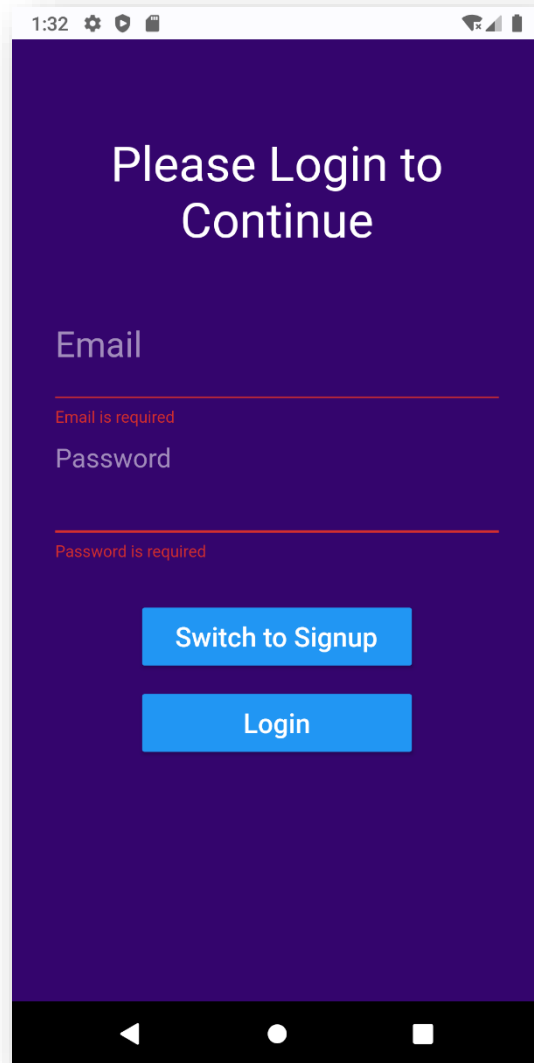 1:32
Please Login to
Continue
Email
Email is required
Password
Password is required
Switch to Signup
Login